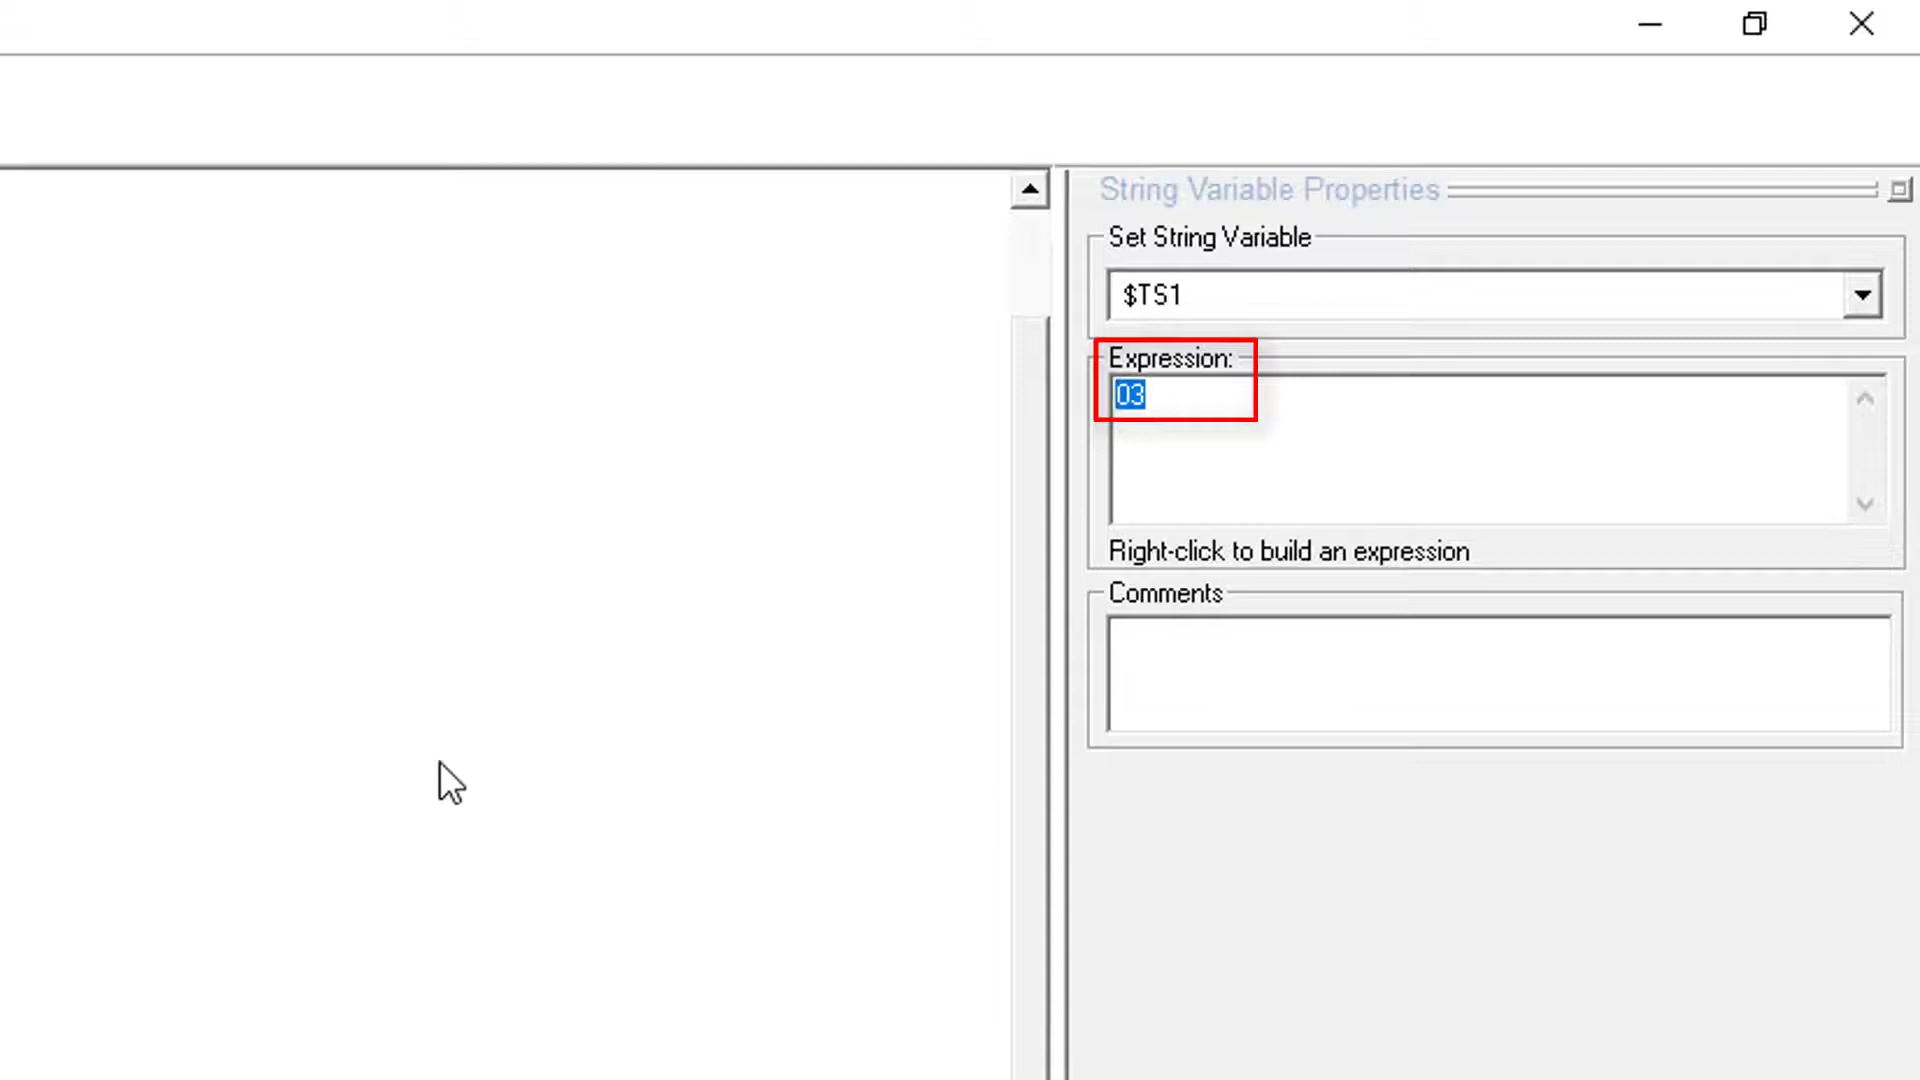 String Variable Properties
Set String Variable
$TS1
Expression:
03
Right-click to build an expression
Comments